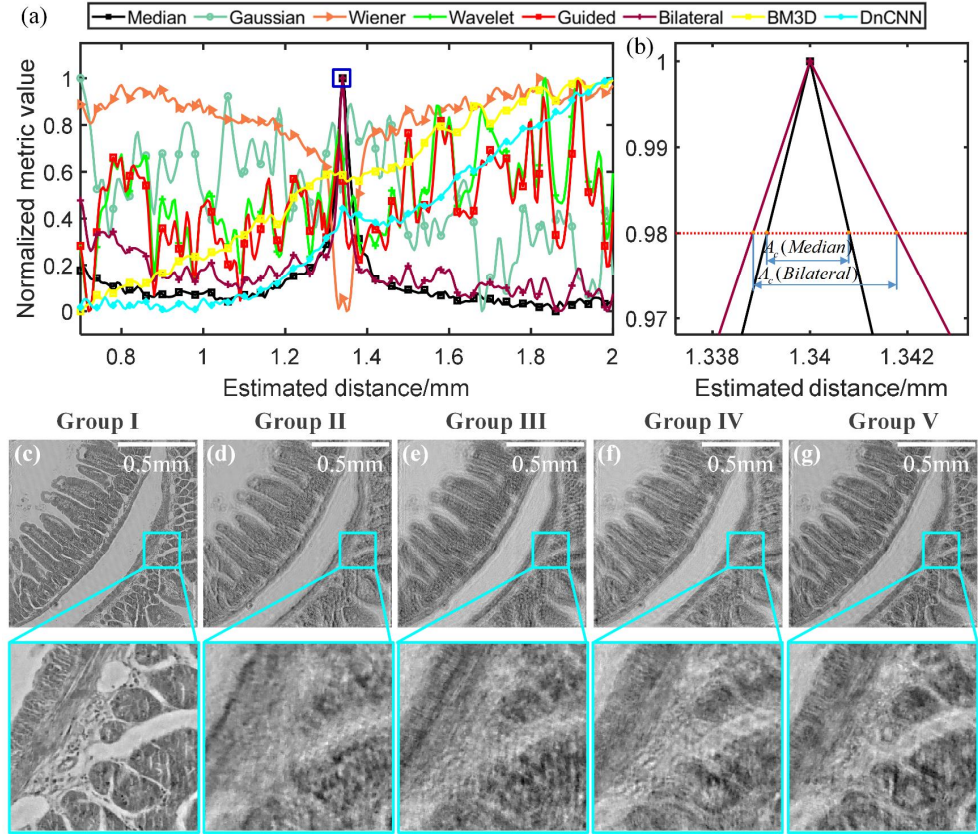 (a)
Median Gaussian Wiener Wavelet Guided Bilateral BM3D DnCNN
Normalized metric value
1
0.8
0.6
0.4
0.2
0
0.8 1 1.2 1.4 1.6 1.8 2
Estimated distance/mm
(b)
1
0.99
0.98
0.97
A_c(Median)
A_c(Bilateral)
1.338 1.34 1.342
Estimated distance/mm
Group I Group II Group III Group IV Group V
(c) (d) (e) (f) (g)
0.5mm 0.5mm 0.5mm 0.5mm 0.5mm